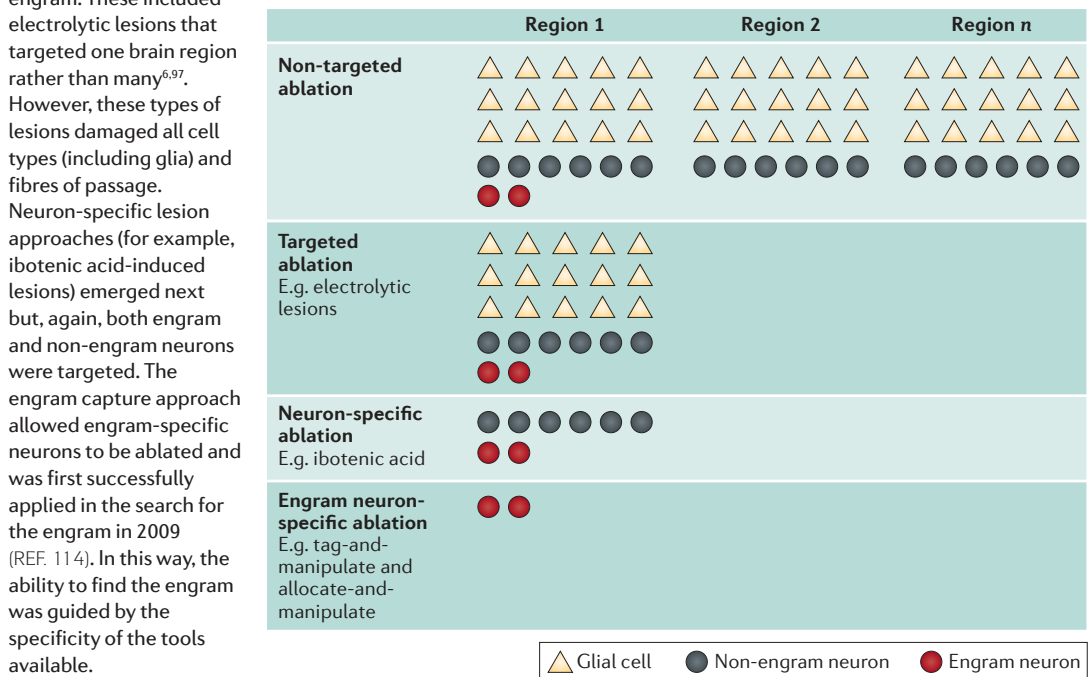 engram. These included
electrolytic lesions that
targeted one brain region
rather than many6,97.
However, these types of
lesions damaged all cell
types (including glia) and
fibres of passage.
Neuron-specific lesion
approaches (for example,
ibotenic acid-induced
lesions) emerged next
but, again, both engram
and non-engram neurons
were targeted. The
engram capture approach
allowed engram-specific
neurons to be ablated and
was first successfully
applied in the search for
the engram in 2009
(REF. 114). In this way, the
ability to find the engram
was guided by the
specificity of the tools
available.
Region 1 Region 2 Region n
Non-targeted
ablation
Targeted
ablation
E.g. electrolytic
lesions
Neuron-specific
ablation
E.g. ibotenic acid
Engram neuron-
specific ablation
E.g. tag-and-
manipulate and
allocate-and-
manipulate
Glial cell Non-engram neuron Engram neuron